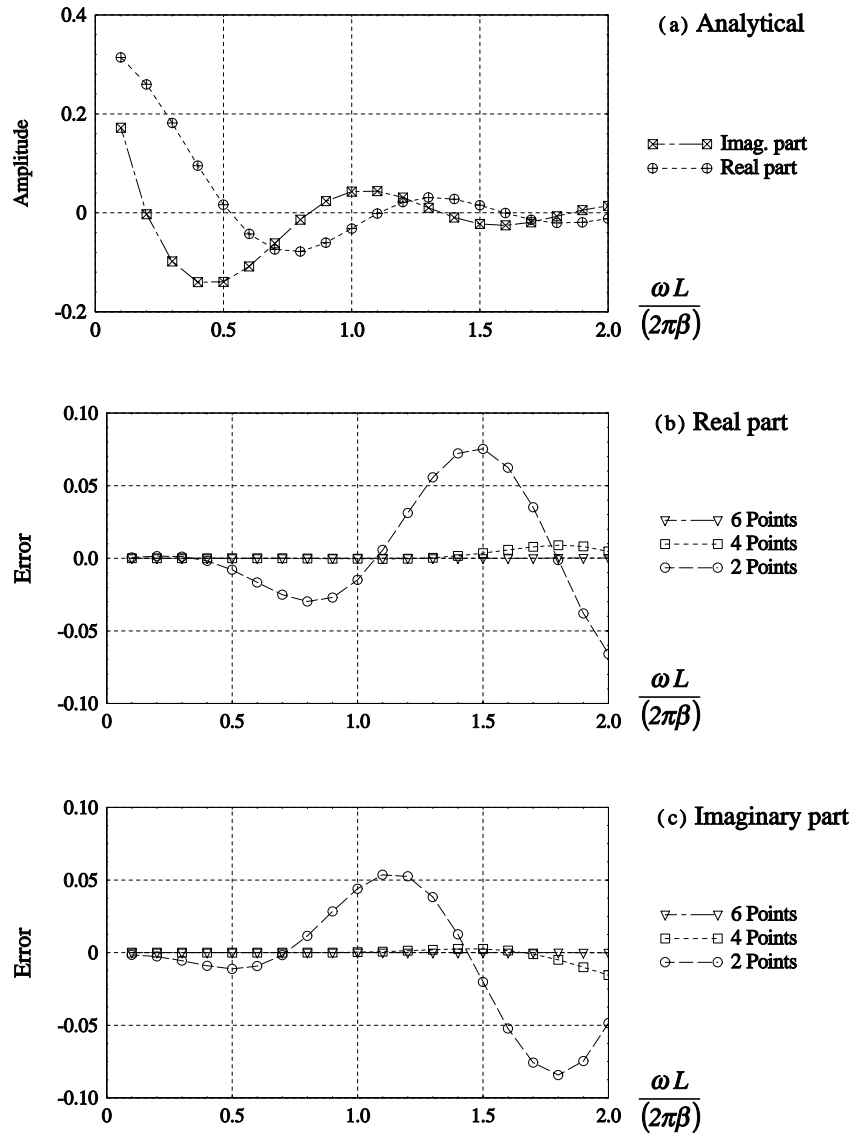 (a) Analytical
0.4
0.2
0
-0.2
Amplitude
Imag. part
Real part
0 0.5 1.0 1.5 2.0
ωL
(2πβ)
(b) Real part
0.10
0.05
0.0
-0.05
-0.10
Error
6 Points
4 Points
2 Points
0 0.5 1.0 1.5 2.0
ωL
(2πβ)
(c) Imaginary part
0.10
0.05
0
-0.05
-0.10
Error
6 Points
4 Points
2 Points
0 0.5 1.0 1.5 2.0
ωL
(2πβ)